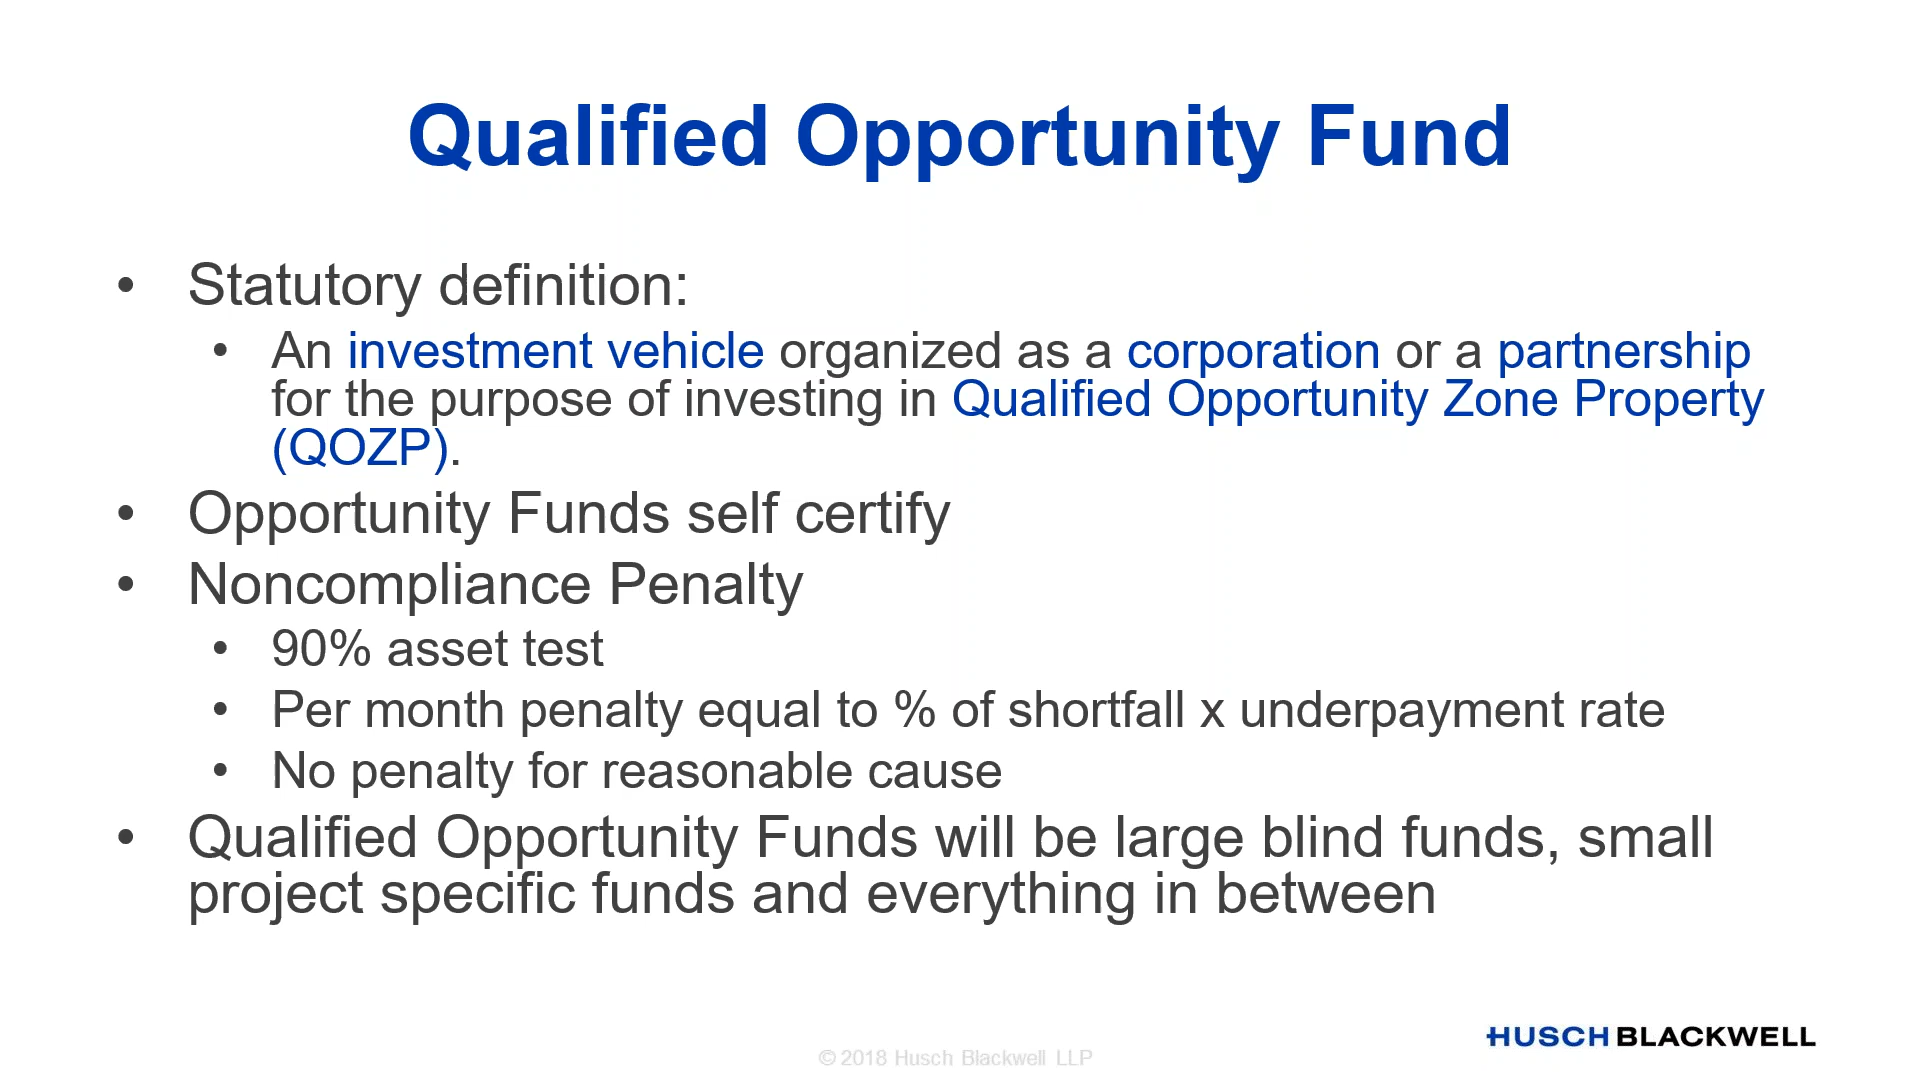 Qualified Opportunity Fund
• Statutory definition:
• An investment vehicle organized as a corporation or a partnership
for the purpose of investing in Qualified Opportunity Zone Property
(QOZP).
• Opportunity Funds self certify
• Noncompliance Penalty
• 90% asset test
• Per month penalty equal to % of shortfall x underpayment rate
• No penalty for reasonable cause
• Qualified Opportunity Funds will be large blind funds, small
project specific funds and everything in between
HUSCH BLACKWELL
© 2018 Husch Blackwell LLP